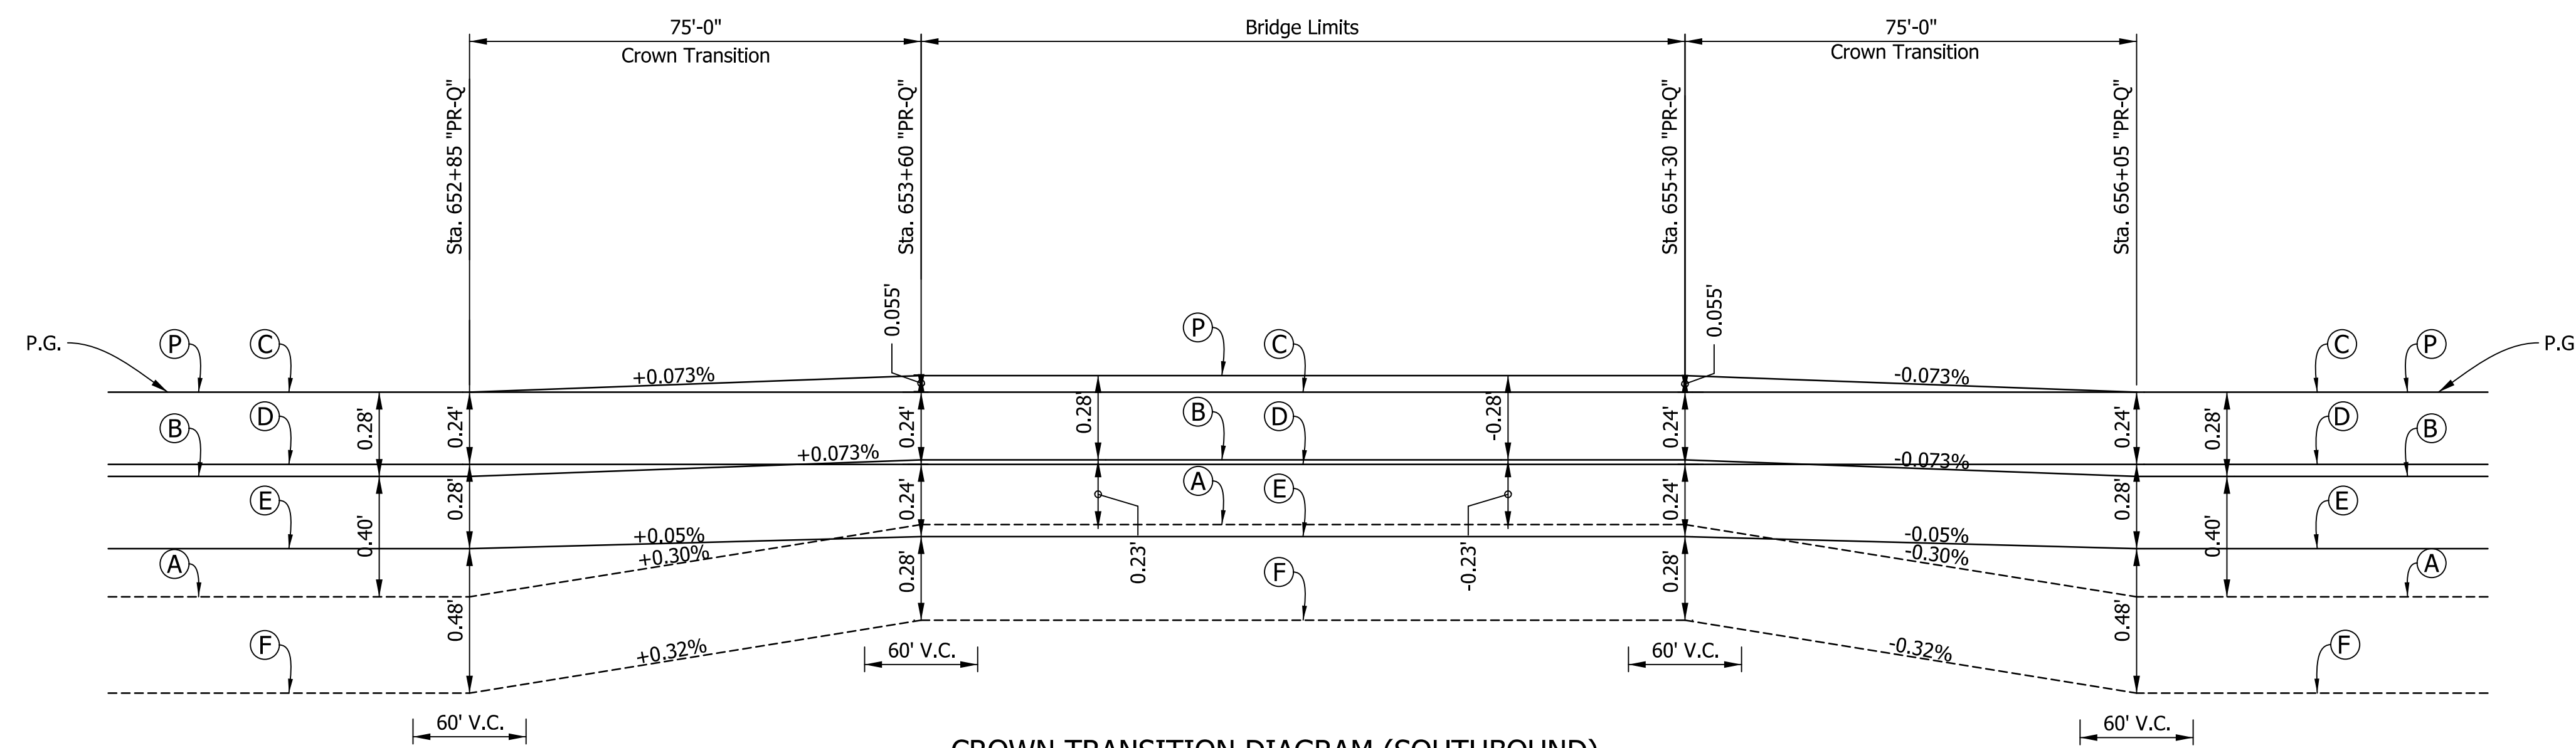 75'-0"
Bridge Limits
75'-0"
Crown Transition
Crown Transition
Sta. 652+85 "PR-Q"
Sta. 653+60 "PR-Q"
Sta. 655+30 "PR-Q"
Sta. 656+05 "PR-Q"
0.055'
0.055'
P.G.
P
C
P
C
C
P
P.G
+0.073%
-0.073%
B
D
0.28'
0.24'
0.24'
0.28'
B
D
-0.28'
0.24'
0.24'
0.28'
D
B
+0.073%
-0.073%
E
0.28'
0.24'
A
E
0.24'
0.28'
E
A
0.40'
+0.05%
+0.30%
0.28'
0.23'
F
-0.23'
0.28'
-0.05%
-0.30%
0.40'
A
F
0.48'
+0.32%
60' V.C.
60' V.C.
-0.32%
0.48'
F
60' V.C.
60' V.C.
CROWN TRANSITION DIAGRAM (SOUTHBOUND)